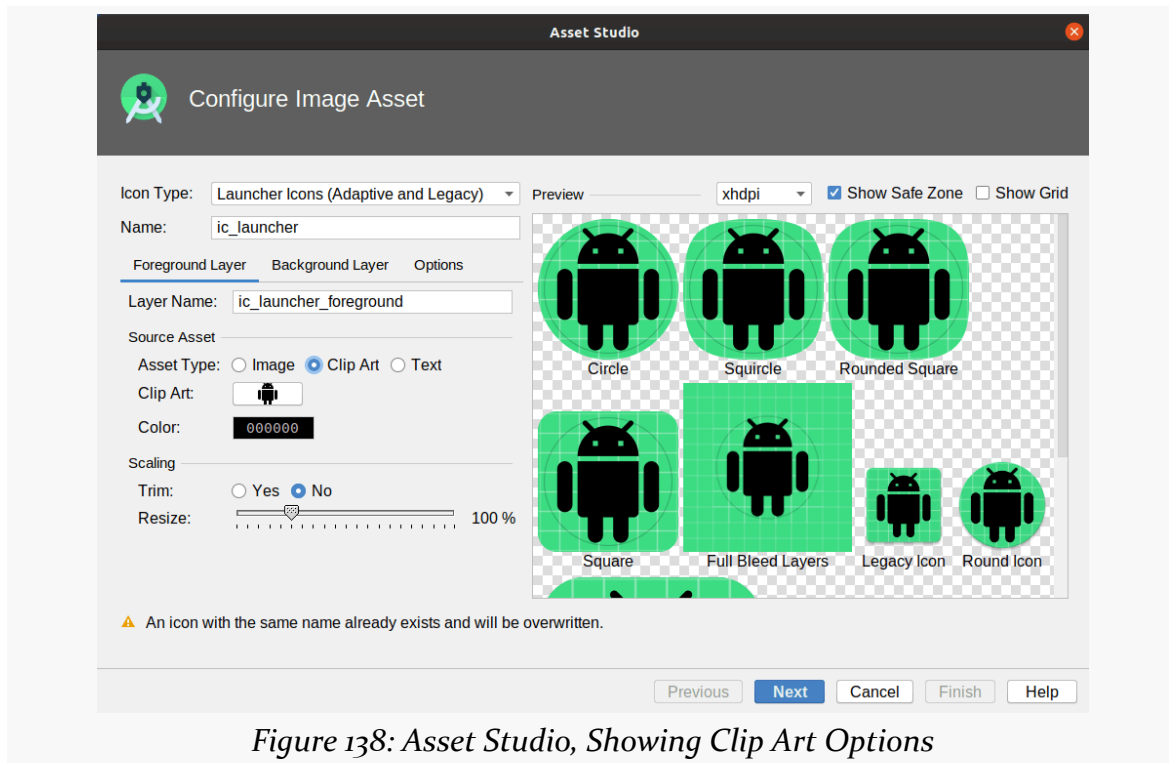 Asset Studio
Configure Image Asset
Icon Type: Launcher Icons (Adaptive and Legacy)
Name: ic_launcher
Foreground Layer Background Layer Options
Layer Name: ic_launcher_foreground
Source Asset
Asset Type: Image Clip Art Text
Clip Art:
Color: 000000
Scaling
Trim: Yes No
Resize: 100 %
Preview xhdpi Show Safe Zone Show Grid
Circle Squircle Rounded Square
Square Full Bleed Layers Legacy Icon Round Icon
An icon with the same name already exists and will be overwritten.
Previous Next Cancel Finish Help
Figure 138: Asset Studio, Showing Clip Art Options